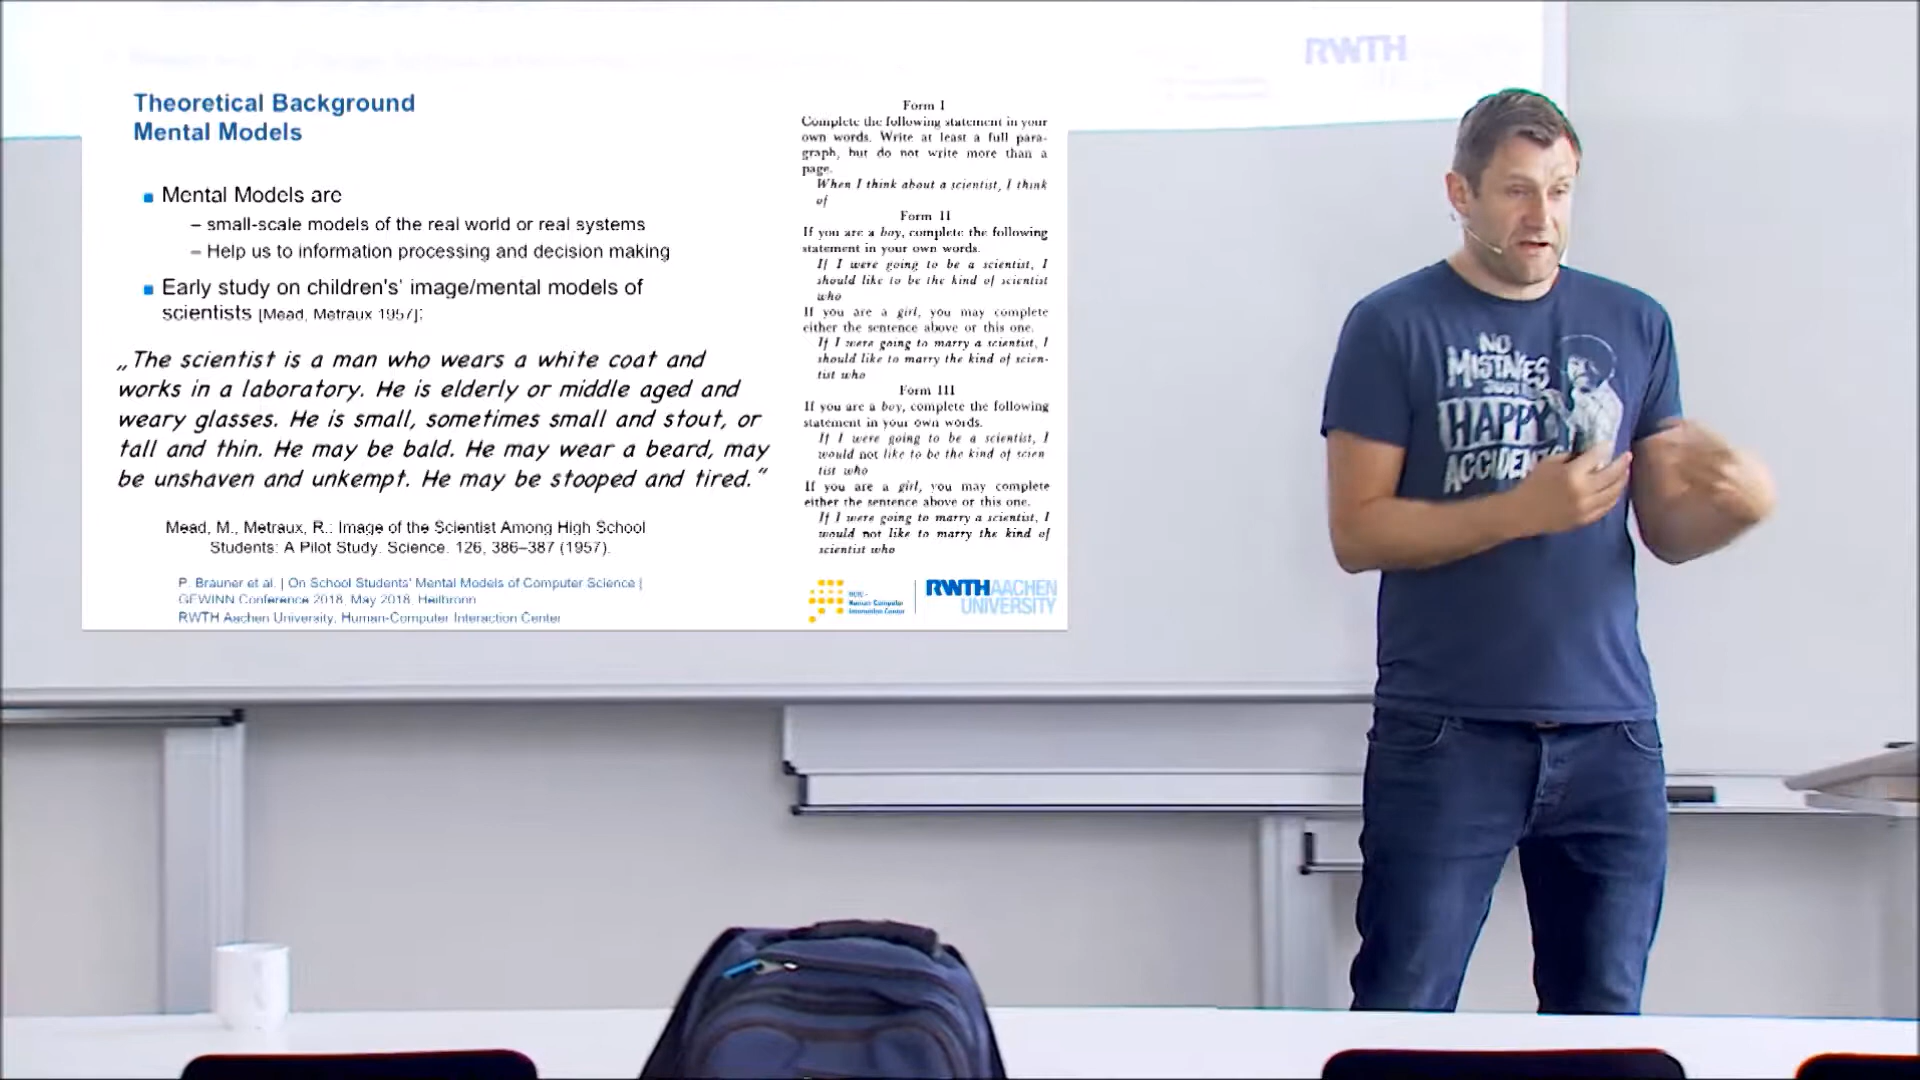 RWTH
Theoretical Background
Mental Models
Mental Models are
– small-scale models of the real world or real systems
– Help us to information processing and decision making
Early study on children's' image/mental models of
scientists [Mead, Metraux 1957]:
„The scientist is a man who wears a white coat and
works in a laboratory. He is elderly or middle aged and
weary glasses. He is small, sometimes small and stout, or
tall and thin. He may be bald. He may wear a beard, may
be unshaven and unkempt. He may be stooped and tired.”
Mead, M., Metraux, R.: Image of the Scientist Among High School
Students: A Pilot Study. Science. 126, 386–387 (1957).
P. Brauner et al. | On School Students' Mental Models of Computer Science |
GEWINN Conference 2018, May 2018, Heilbronn
RWTH Aachen University, Human-Computer Interaction Center
Form I
Complete the following statement in your
own words. Write at least a full para-
graph, but do not write more than a
page.
When I think about a scientist, I think
of
Form II
If you are a boy, complete the following
statement in your own words.
If I were going to be a scientist, I
should like to be the kind of scientist
who
If you are a girl, you may complete
either the sentence above or this one.
If I were going to marry a scientist, I
should like to marry the kind of scien-
tist who
Form III
If you are a boy, complete the following
statement in your own words.
If I were going to be a scientist, I
would not like to be the kind of scien
tist who
If you are a girl, you may complete
either the sentence above or this one.
If I were going to marry a scientist, I
would not like to marry the kind of
scientist who
Human-Computer
Interaction Center
RWTH AACHEN
UNIVERSITY
NO
MISTAKES
JUST
HAPPY
ACCIDENTS